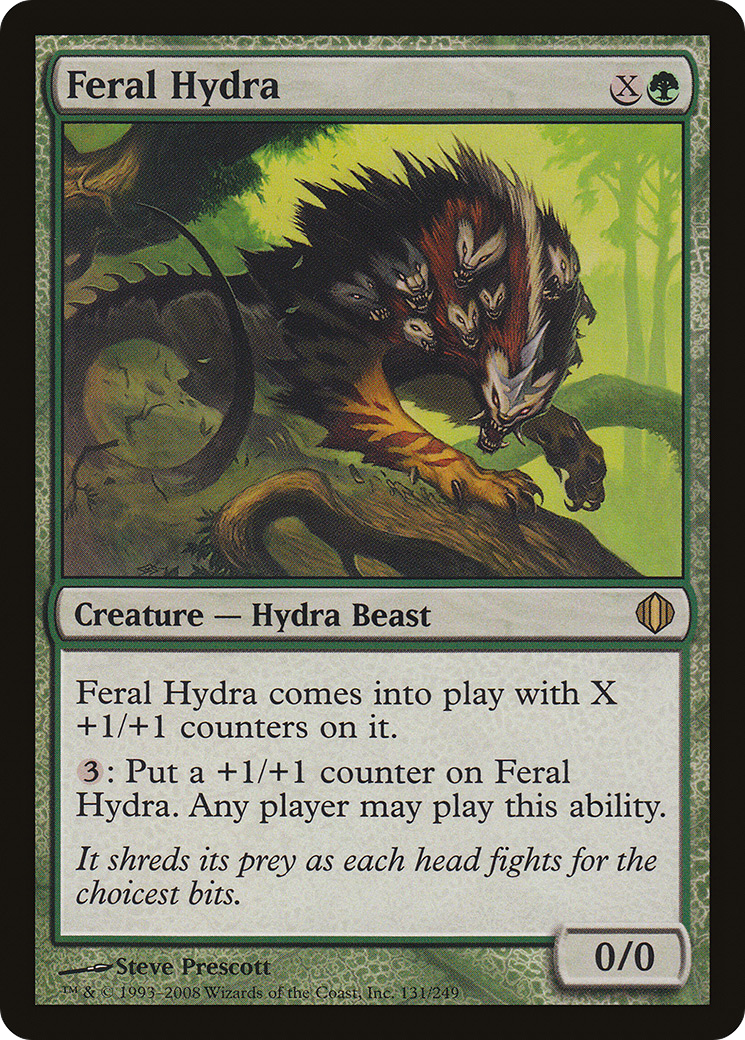 Feral Hydra X
Creature — Hydra Beast
Feral Hydra comes into play with X
+1/+1 counters on it.
3: Put a +1/+1 counter on Feral
Hydra. Any player may play this ability.
It shreds its prey as each head fights for the
choicest bits.
0/0
Steve Prescott
™ & © 1993–2008 Wizards of the Coast, Inc. 131/249